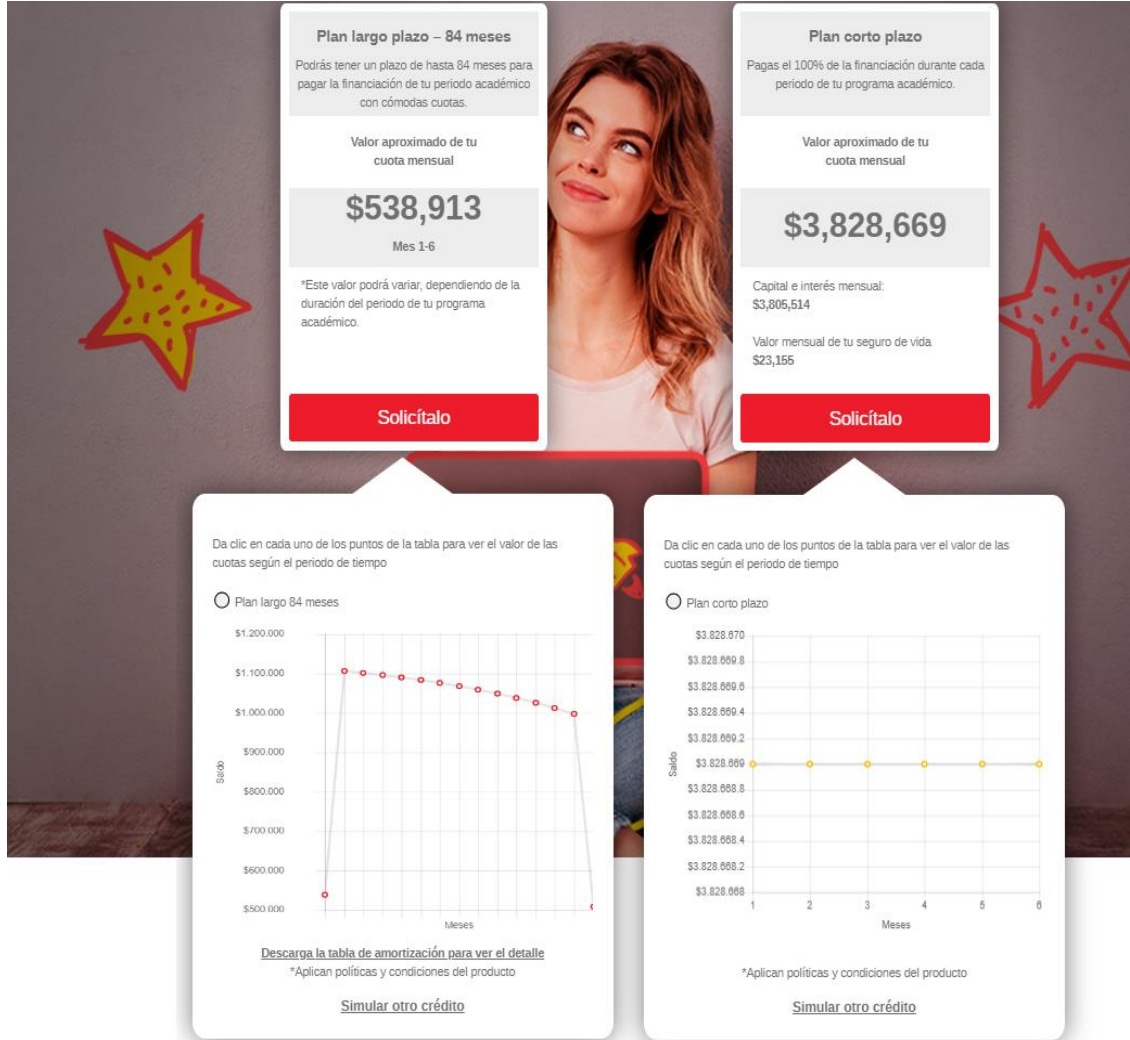 Plan largo plazo – 84 meses
Podrás tener un plazo de hasta 84 meses para
pagar la financiación de tu periodo académico
con cómodas cuotas.
Valor aproximado de tu
cuota mensual
$538,913
Mes 1-6
*Este valor podrá variar, dependiendo de la
duración del periodo de tu programa
académico.
Solicítalo
Plan corto plazo
Pagas el 100% de la financiación durante cada
periodo de tu programa académico.
Valor aproximado de tu
cuota mensual
$3,828,669
Capital e interés mensual:
$3,805,514
Valor mensual de tu seguro de vida
$23,155
Solicítalo
Da clic en cada uno de los puntos de la tabla para ver el valor de las
cuotas según el periodo de tiempo
Plan largo 84 meses
$1.200.000
$1.100.000
$1.000.000
$900.000
$800.000
$700.000
$600.000
$500.000
Saldo
Meses
Descarga la tabla de amortización para ver el detalle
*Aplican políticas y condiciones del producto
Simular otro crédito
Da clic en cada uno de los puntos de la tabla para ver el valor de las
cuotas según el periodo de tiempo
Plan corto plazo
$3.828.670
$3.828.669.8
$3.828.669.6
$3.828.669.4
$3.828.669.2
$3.828.669
$3.828.668.8
$3.828.668.6
$3.828.668.4
$3.828.668.2
$3.828.668
Saldo
1 2 3 4 5 6
Meses
*Aplican políticas y condiciones del producto
Simular otro crédito